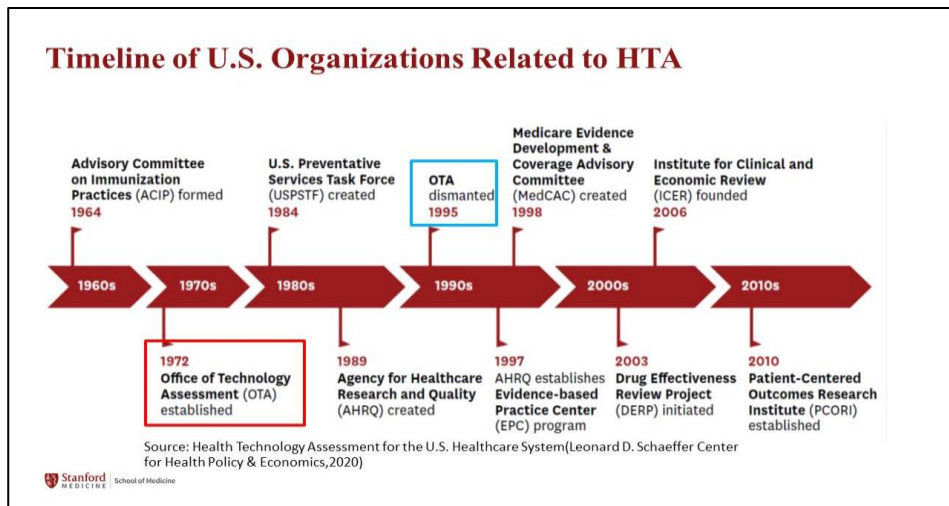 Timeline of U.S. Organizations Related to HTA
Advisory Committee
on Immunization
Practices (ACIP) formed
1964
U.S. Preventative
Services Task Force
(USPSTF) created
1984
OTA
dismanted
1995
Medicare Evidence
Development &
Coverage Advisory
Committee
(MedCAC) created
1998
Institute for Clinical and
Economic Review
(ICER) founded
2006
1960s
1970s
1980s
1990s
2000s
2010s
1972
Office of Technology
Assessment (OTA)
established
1989
Agency for Healthcare
Research and Quality
(AHRQ) created
1997
AHRQ establishes
Evidence-based
Practice Center
(EPC) program
2003
Drug Effectiveness
Review Project
(DERP) initiated
2010
Patient-Centered
Outcomes Research
Institute (PCORI)
established
Source: Health Technology Assessment for the U.S. Healthcare System(Leonard D. Schaeffer Center
for Health Policy & Economics,2020)
Stanford
MEDICINE
School of Medicine